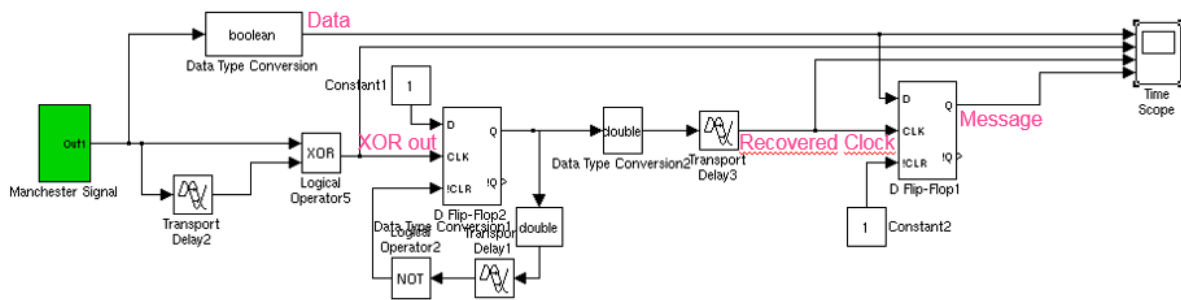 Data
boolean
Data Type Conversion
Time
Scope
Constant1
1
D
Q
CLK
!Q
!CLR
D Flip-Flop2
XOR out
Out1
Manchester Signal
XOR
Logical
Operator5
Transport
Delay2
double
Data Type Conversion2
Transport
Delay3
Recovered Clock
D
Q
CLK
!Q
!CLR
D Flip-Flop1
Message
1
Constant2
Data Type Conversion1
double
Logical
Operator2
NOT
Transport
Delay1